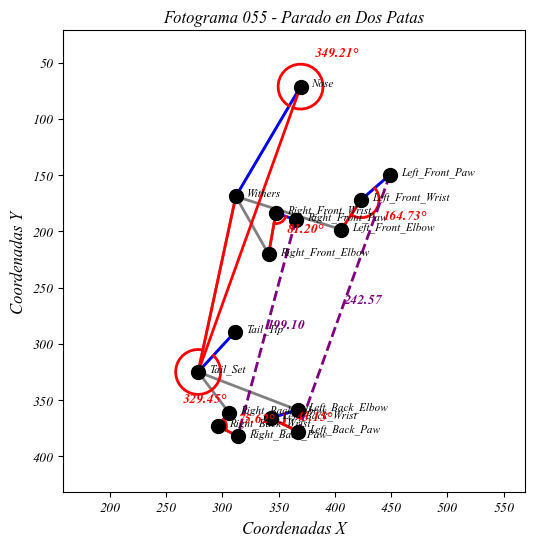 Fotograma 055 - Parado en Dos Patas
349.21°
Nose
Left_Front_Paw
Withers
Left_Front_Wrist
Right_Front_Wrist
164.73°
Right_Front_Paw
81.20°
Left_Front_Elbow
Right_Front_Elbow
242.57
199.10
Tail_Tip
Tail_Set
329.45°
Left_Back_Elbow
Right_Back_Wrist
Left_Back_Paw
Right_Back_Paw
Coordenadas Y
50
100
150
200
250
300
350
400
200
250
300
350
400
450
500
550
Coordenadas X